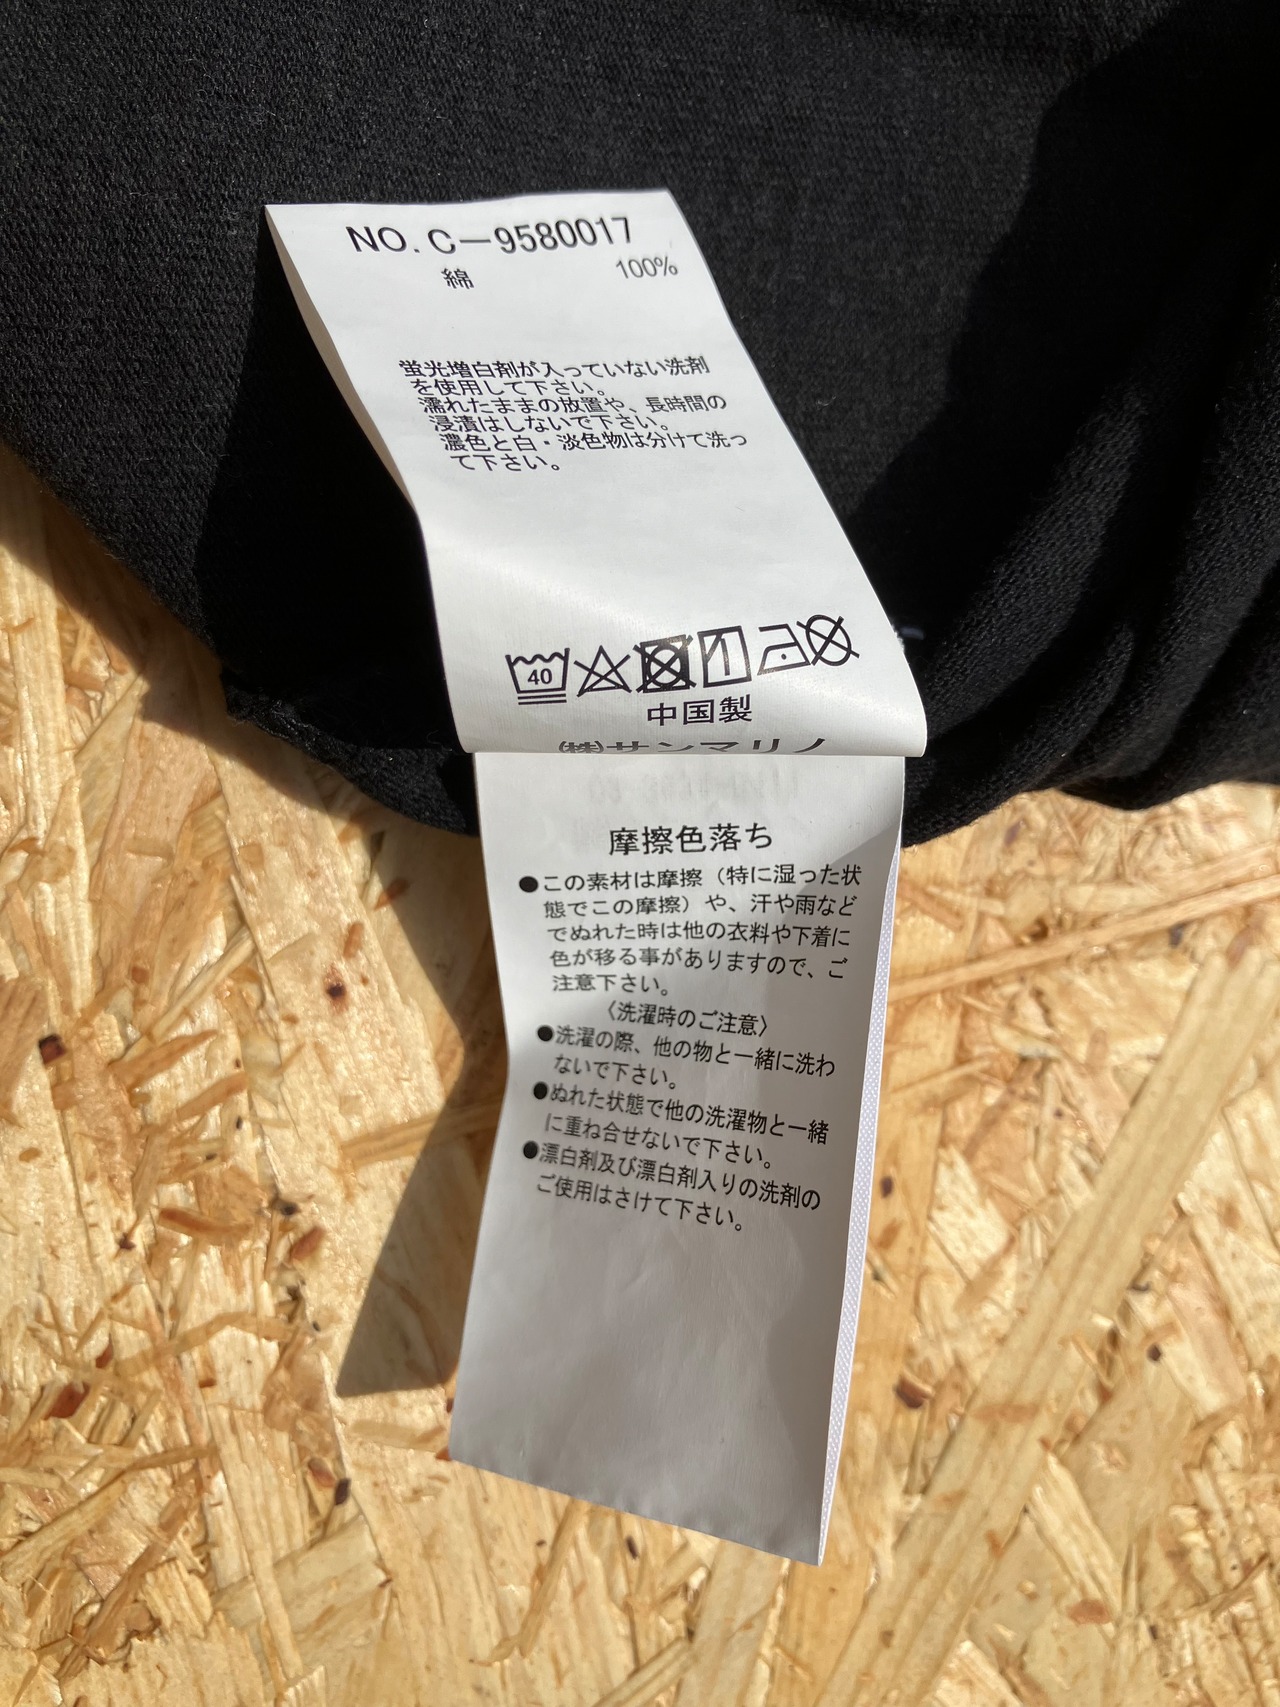 NO. C-9580017
綿 100%
蛍光増白剤が入っていない洗剤
を使用して下さい。
濡れたままの放置や、長時間の
浸漬はしないで下さい。
濃色と白・淡色物は分けて洗っ
て下さい。
40
中国製
㈱サンマリノ
摩擦色落ち
●この素材は摩擦（特に湿った状
態でこの摩擦）や、汗や雨など
でぬれた時は他の衣料や下着に
色が移る事がありますので、ご
注意下さい。
〈洗濯時のご注意〉
●洗濯の際、他の物と一緒に洗わ
ないで下さい。
●ぬれた状態で他の洗濯物と一緒
に重ね合せないで下さい。
●漂白剤及び漂白剤入りの洗剤の
ご使用はさけて下さい。